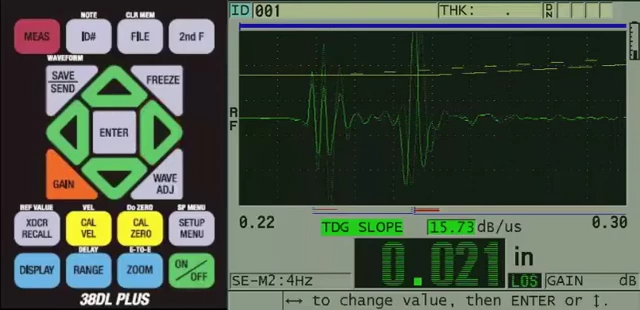 NOTE CLR MEM
MEAS ID# FILE 2nd F
WAVEFORM
SAVE/SEND FREEZE
ENTER
GAIN WAVE ADJ
REF VALUE VEL Do ZERO SP MENU
XDCR RECALL CAL VEL CAL ZERO SETUP MENU
DELAY E-TO-E
DISPLAY RANGE ZOOM ON/OFF
38DL PLUS
ID 001 THK: . DN
RF
0.22 0.30
TDG SLOPE 15.73 dB/us
0.021 in
SE-M2:4Hz LOS GAIN dB
↔ to change value, then ENTER or ↕.